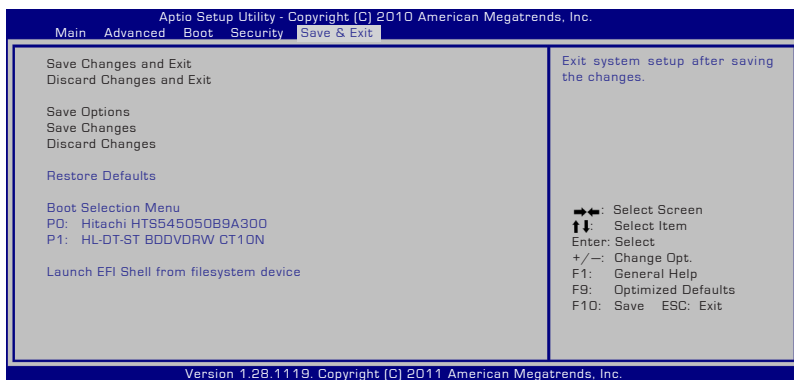 Aptio Setup Utility - Copyright (C) 2010 American Megatrends, Inc.
Main Advanced Boot Security Save & Exit
Save Changes and Exit
Discard Changes and Exit
Save Options
Save Changes
Discard Changes
Restore Defaults
Boot Selection Menu
P0: Hitachi HTS545050B9A300
P1: HL-DT-ST BDDVDRW CT10N
Launch EFI Shell from filesystem device
Exit system setup after saving
the changes.
→←: Select Screen
↑↓: Select Item
Enter: Select
+/—: Change Opt.
F1: General Help
F9: Optimized Defaults
F10: Save ESC: Exit
Version 1.28.1119. Copyright (C) 2011 American Megatrends, Inc.